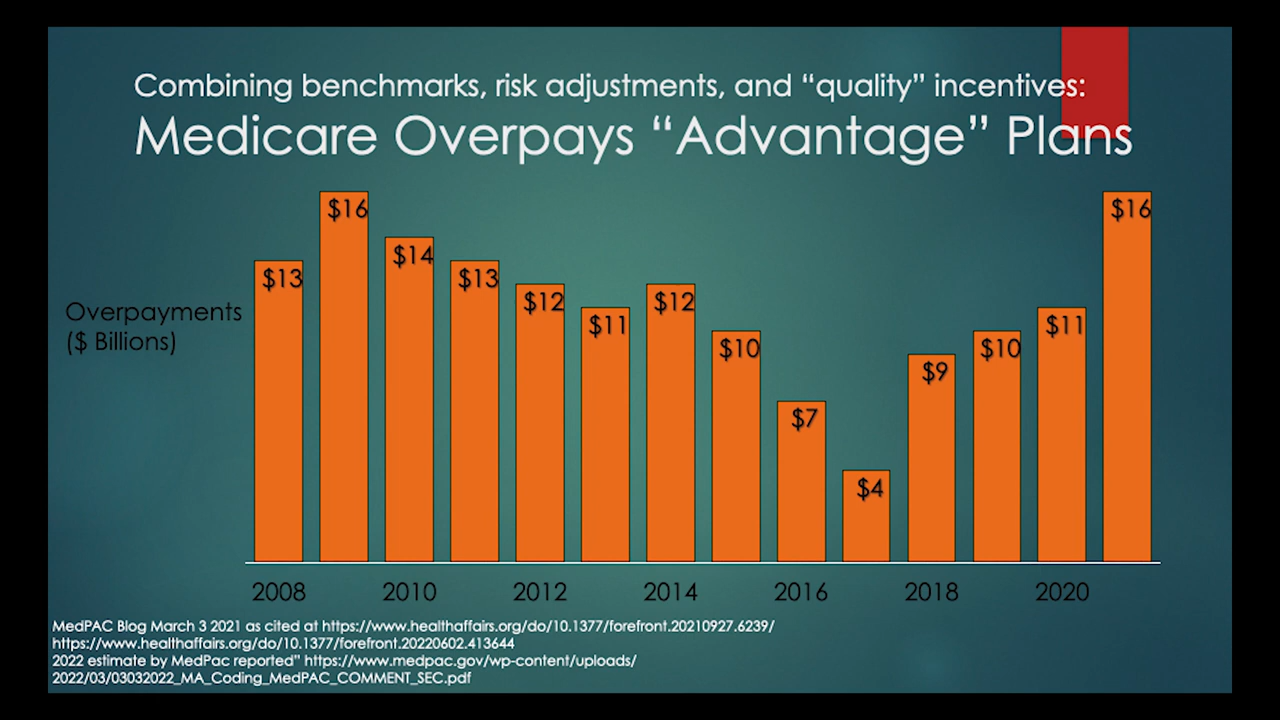 Combining benchmarks, risk adjustments, and “quality” incentives:
Medicare Overpays “Advantage” Plans
Overpayments
($ Billions)
$13
$16
$14
$13
$12
$11
$12
$10
$7
$4
$9
$10
$11
$16
2008
2010
2012
2014
2016
2018
2020
MedPAC Blog March 3 2021 as cited at https://www.healthaffairs.org/do/10.1377/forefront.20210927.6239/
https://www.healthaffairs.org/do/10.1377/forefront.20220602.413644
2022 estimate by MedPac reported” https://www.medpac.gov/wp-content/uploads/
2022/03/03032022_MA_Coding_MedPAC_COMMENT_SEC.pdf